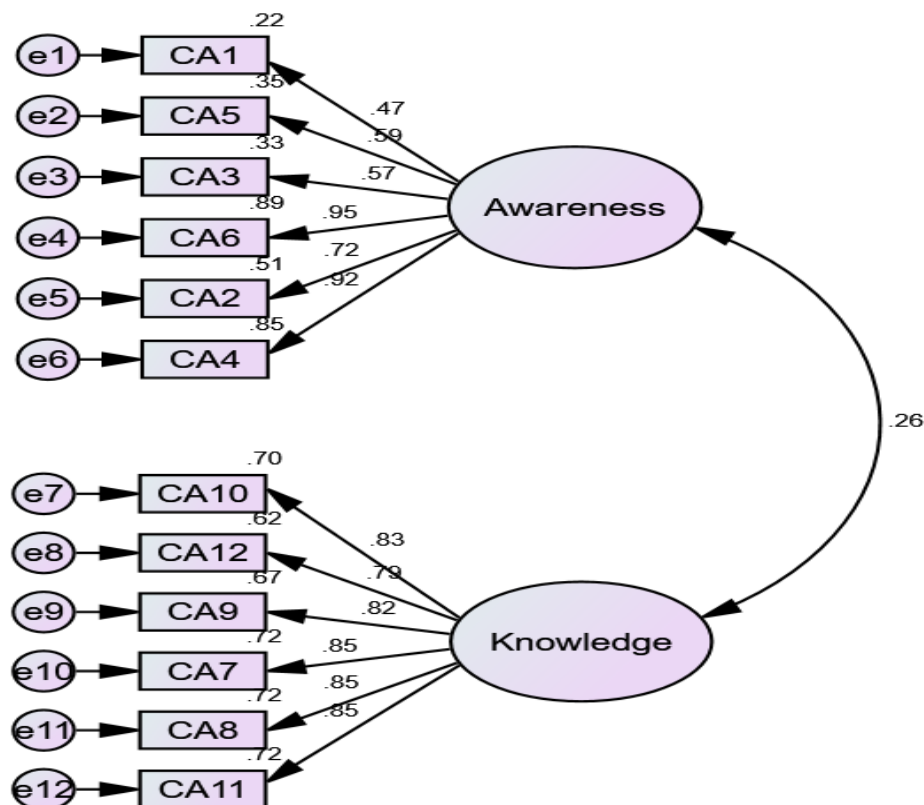 .22
e1 CA1
.47
.35
e2 CA5
.59
.33
e3 CA3
.57
Awareness
.89
e4 CA6
.95
.72
.51
e5 CA2
.92
.85
e6 CA4
.26
.70
e7 CA10
.83
.62
e8 CA12
.79
.67
e9 CA9
.82
Knowledge
.72
e10 CA7
.85
.72
e11 CA8
.85
.85
.72
e12 CA11